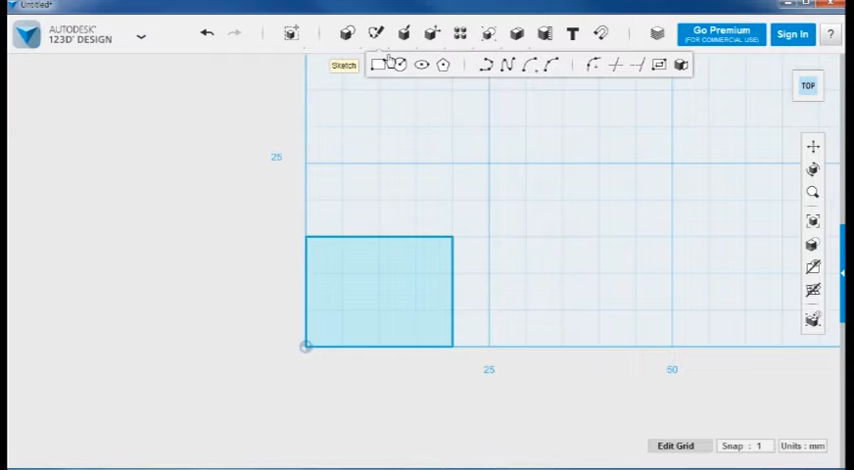 Untitled*
AUTODESK
123D® DESIGN
T
Go Premium
(FOR COMMERCIAL USE)
Sign In
?
Sketch
TOP
25
25
50
Edit Grid
Snap : 1
Units : mm